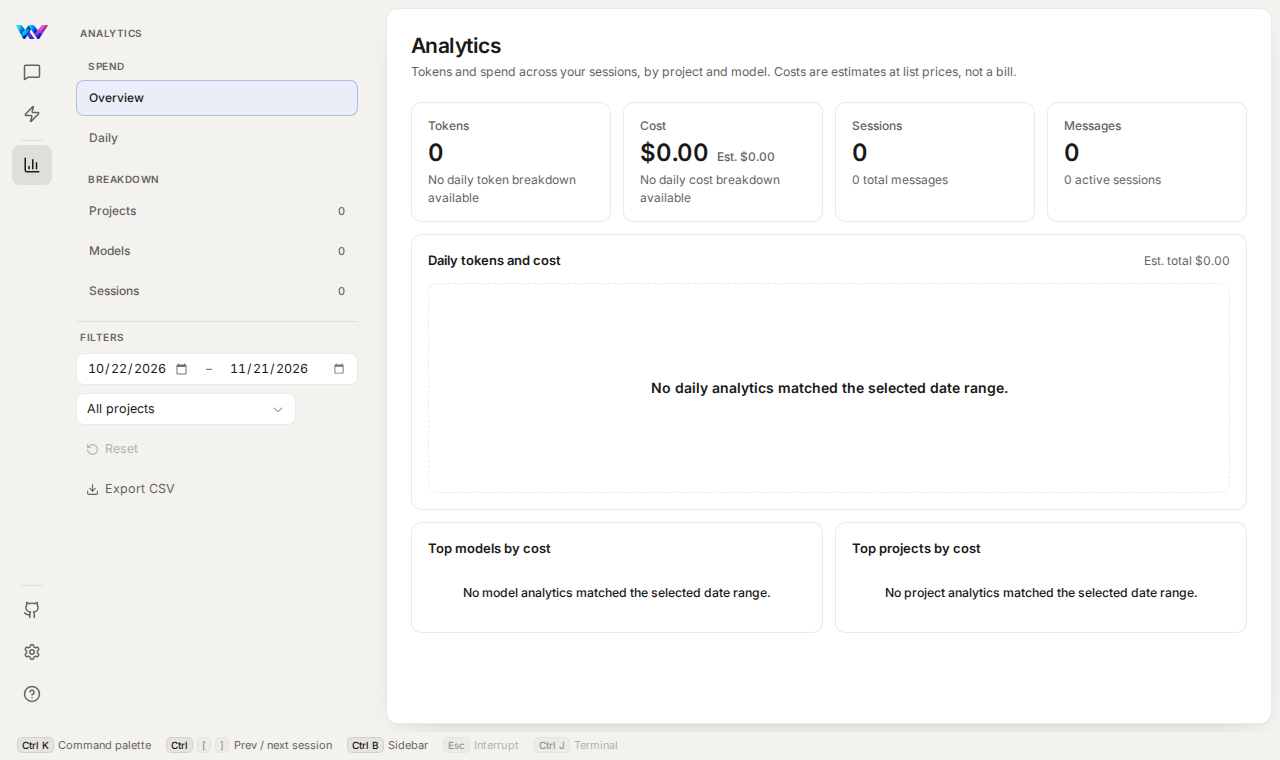 ANALYTICS
SPEND
Overview
Daily
BREAKDOWN
Projects 0
Models 0
Sessions 0
FILTERS
10/22/2026 – 11/21/2026
All projects
Reset
Export CSV
Analytics
Tokens and spend across your sessions, by project and model. Costs are estimates at list prices, not a bill.
Tokens
0
No daily token breakdown
available
Cost
$0.00 Est. $0.00
No daily cost breakdown
available
Sessions
0
0 total messages
Messages
0
0 active sessions
Daily tokens and cost Est. total $0.00
No daily analytics matched the selected date range.
Top models by cost
No model analytics matched the selected date range.
Top projects by cost
No project analytics matched the selected date range.
Ctrl K Command palette Ctrl [ ] Prev / next session Ctrl B Sidebar Esc Interrupt Ctrl J Terminal